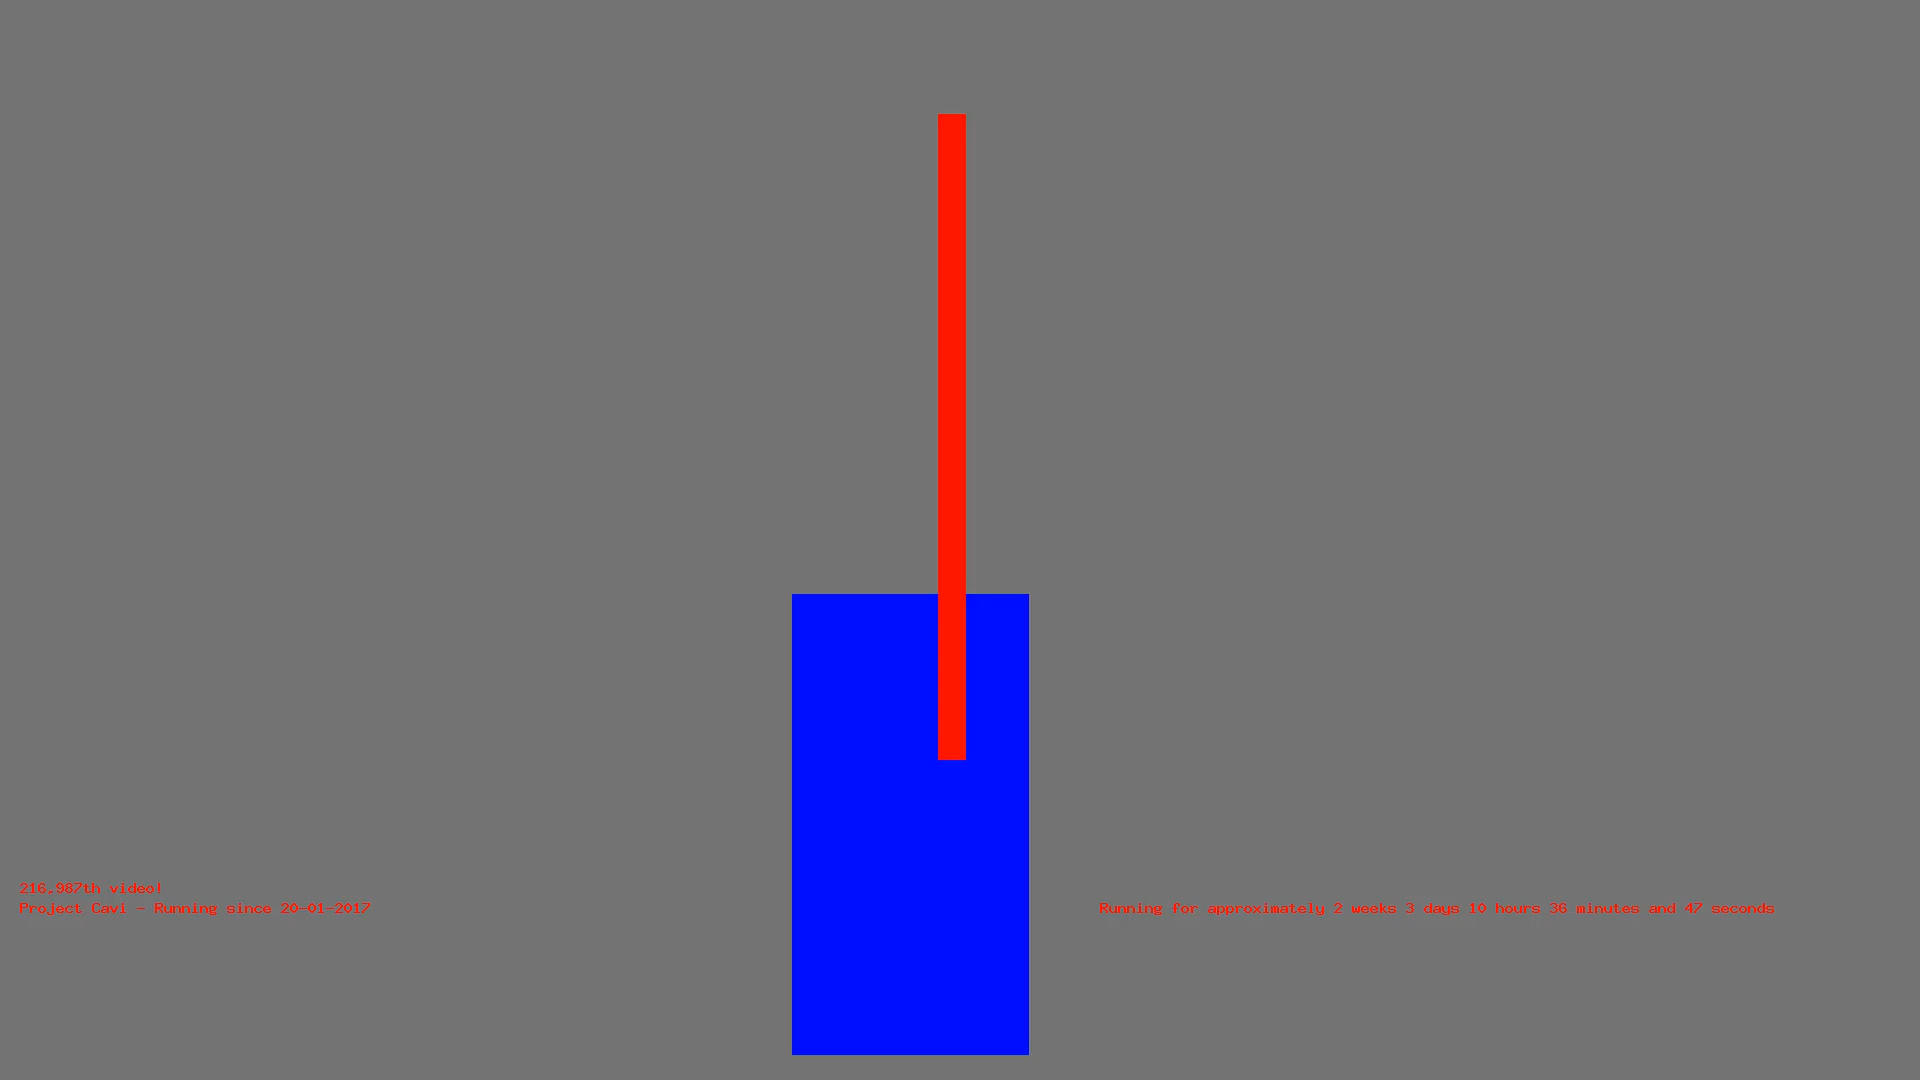 216,987th video!
Project Cavi - Running since 20-01-2017
Running for approximately 2 weeks 3 days 10 hours 36 minutes and 47 seconds